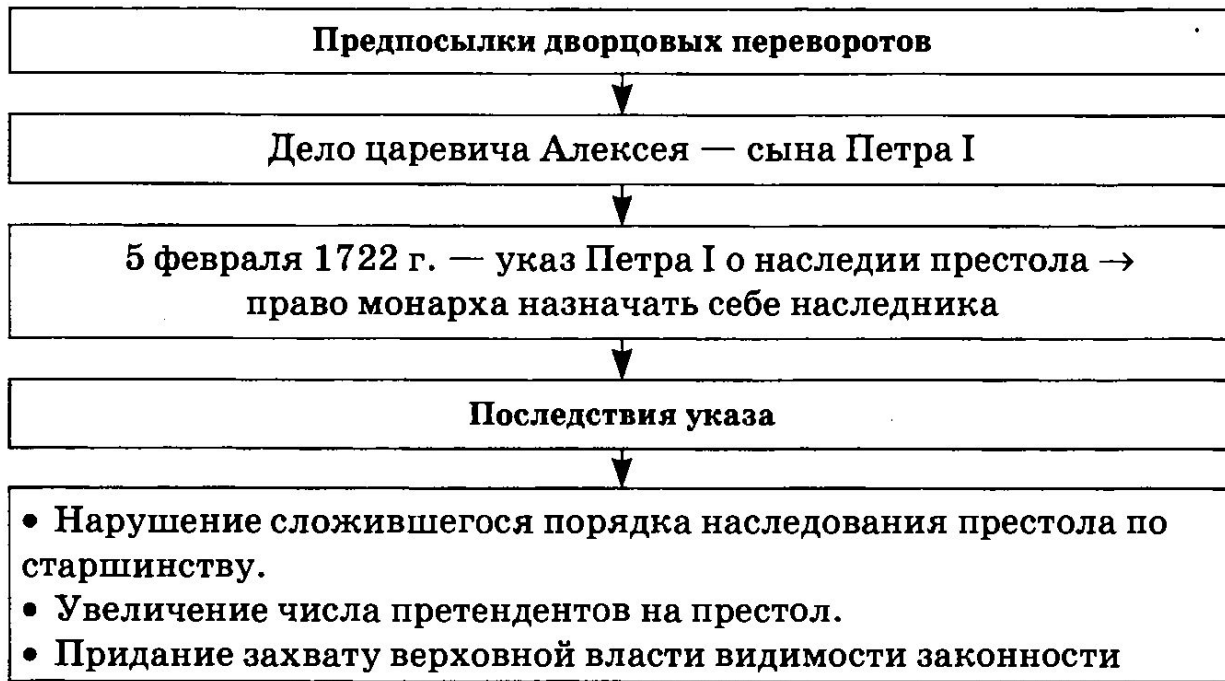 Предпосылки дворцовых переворотов
Дело царевича Алексея — сына Петра I
5 февраля 1722 г. — указ Петра I о наследии престола →
право монарха назначать себе наследника
Последствия указа
• Нарушение сложившегося порядка наследования престола по
старшинству.
• Увеличение числа претендентов на престол.
• Придание захвату верховной власти видимости законности